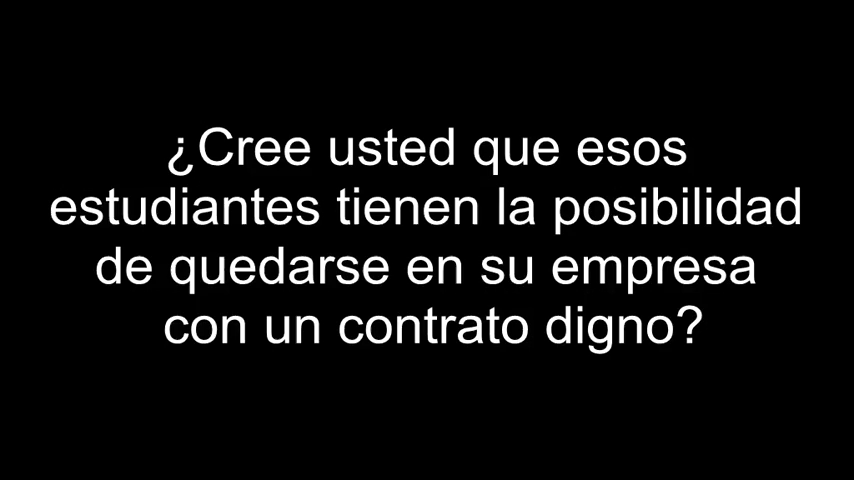 ¿Cree usted que esos
estudiantes tienen la posibilidad
de quedarse en su empresa
con un contrato digno?